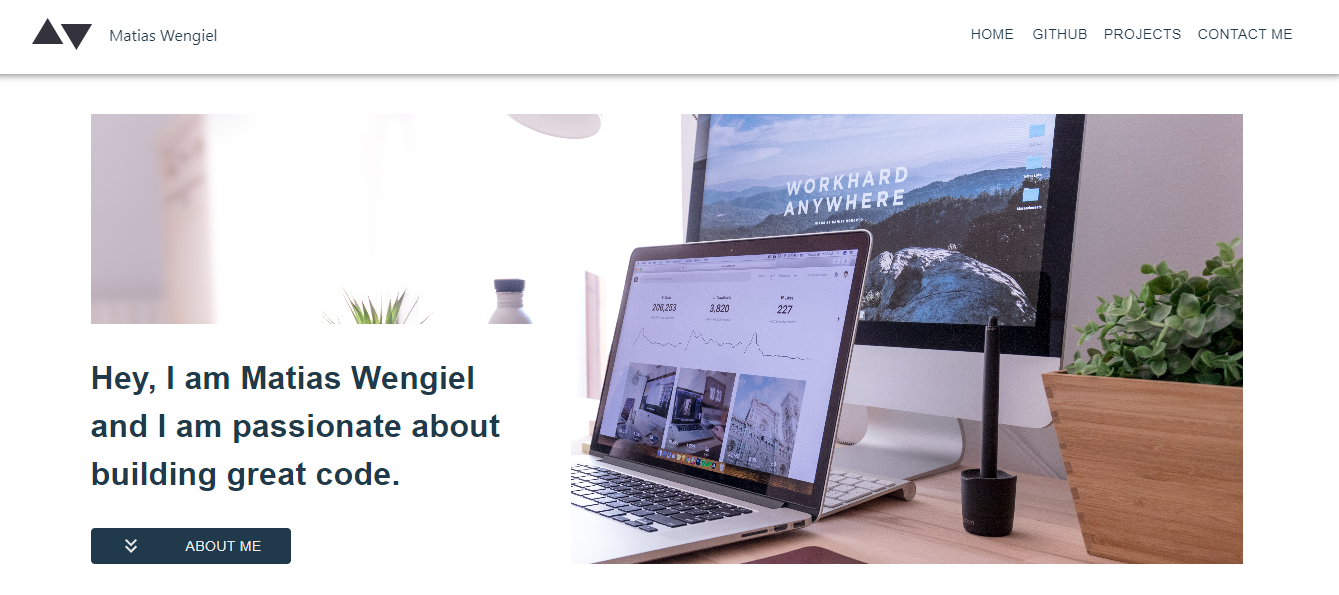 Matias Wengiel
HOME GITHUB PROJECTS CONTACT ME
WORKHARD
ANYWHERE
206,253 3,820 227
Hey, I am Matias Wengiel
and I am passionate about
building great code.
ABOUT ME